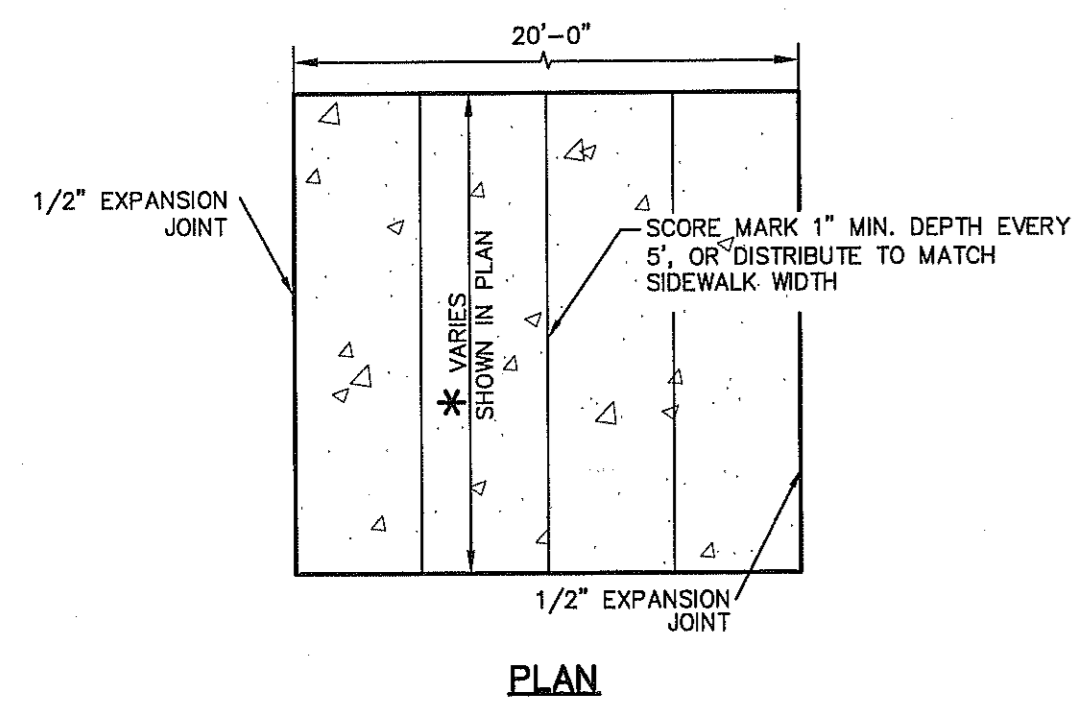 20'-0"
1/2" EXPANSION
JOINT
SCORE MARK 1" MIN. DEPTH EVERY
5', OR DISTRIBUTE TO MATCH
SIDEWALK WIDTH
* VARIES
SHOWN IN PLAN
1/2" EXPANSION
JOINT
PLAN